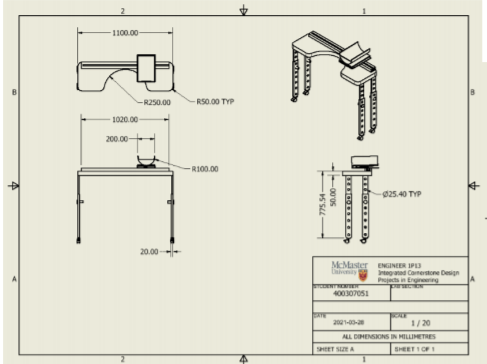 2
1
1100.00
R250.00
R50.00 TYP
B
B
1020.00
200.00
R100.00
775.54
50.00
Ø25.40 TYP
20.00
A
A
McMaster
University
ENGINEER 1P13
Integrated Cornerstone Design
Projects in Engineering
STUDENT NUMBER
LAB SECTION
400307051
DATE
SCALE
2021-03-28
1 / 20
ALL DIMENSIONS IN MILLIMETRES
SHEET SIZE A
SHEET 1 OF 1
2
1